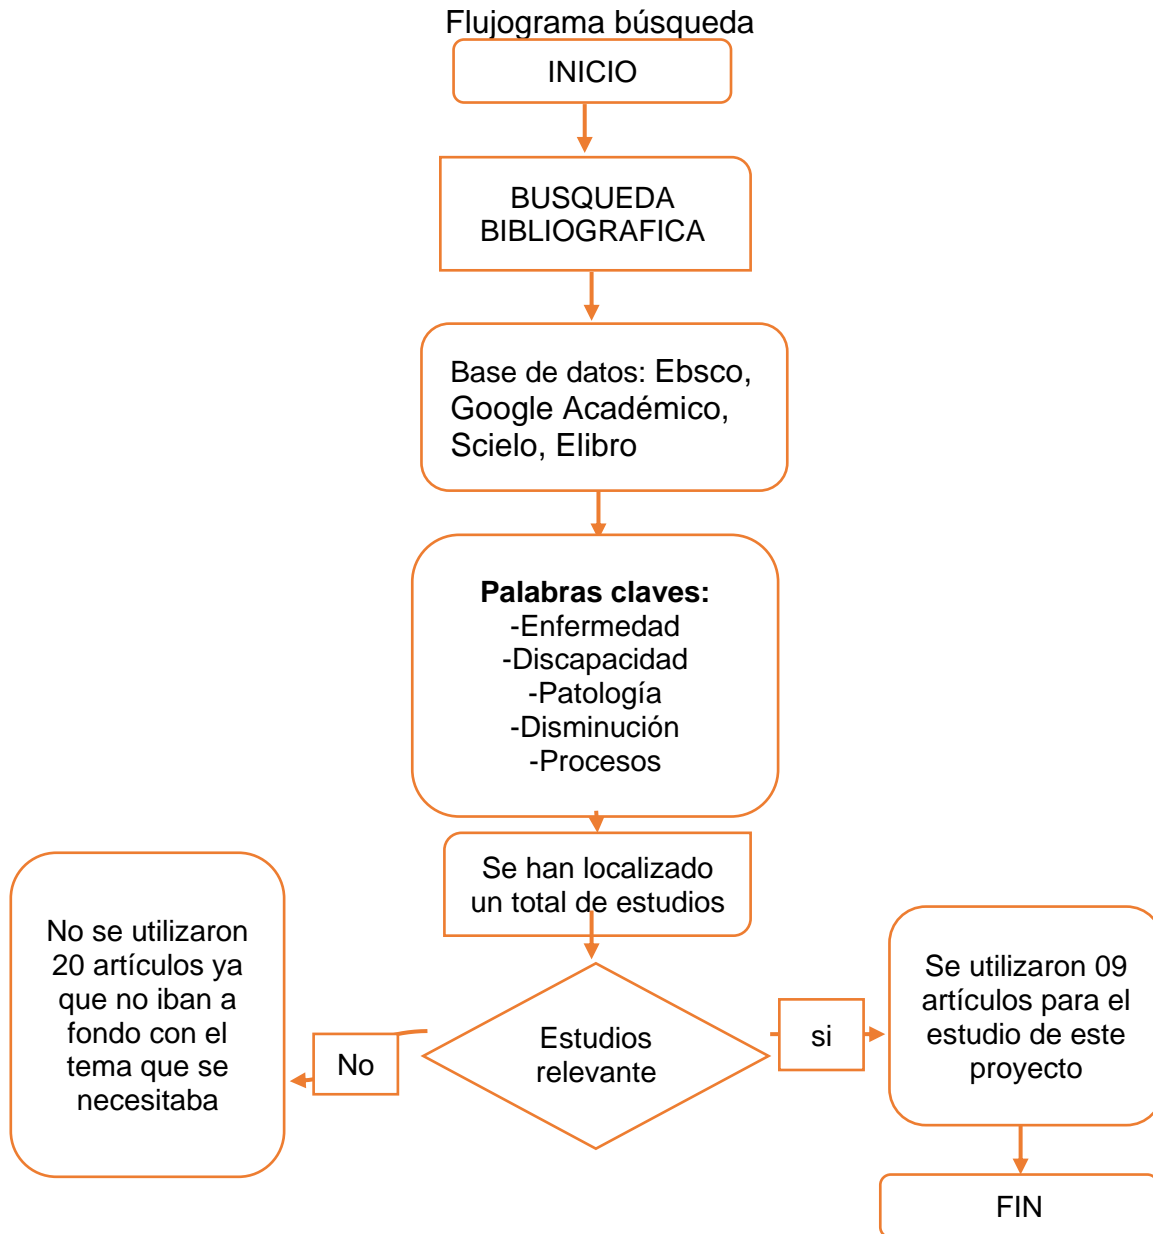 Flujograma búsqueda
INICIO
BUSQUEDA
BIBLIOGRAFICA
Base de datos: Ebsco,
Google Académico,
Scielo, Elibro
Palabras claves:
-Enfermedad
-Discapacidad
-Patología
-Disminución
-Procesos
Se han localizado
un total de estudios
No se utilizaron
20 artículos ya
que no iban a
fondo con el
tema que se
necesitaba
No
Estudios
relevante
si
Se utilizaron 09
artículos para el
estudio de este
proyecto
FIN